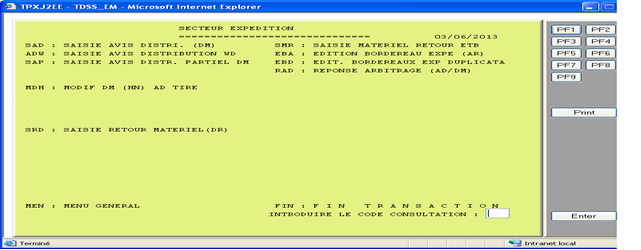 TPXJ2EE - TDSS_EM - Microsoft Internet Explorer
SECTEUR EXPEDITION
------------------------------ 03/06/2013
SAD : SAISIE AVIS DISTRI. (DM) SMR : SAISIE MATERIEL RETOUR ETB
ADW : SAISIE AVIS DISTRIBUTION WD EBA : EDITION BORDEREAU EXPE (AR)
SAP : SAISIE AVIS DISTR. PARTIEL DM EBD : EDIT. BORDEREAUX EXP DUPLICATA
RAD : REPONSE ARBITRAGE (AD/DM)
MDH : MODIF DM (HN) AD TIRE
SRD : SAISIE RETOUR MATERIEL(DR)
MEN : MENU GENERAL FIN : F I N T R A N S A C T I O N
INTRODUIRE LE CODE CONSULTATION :
PF1 PF2
PF3 PF4
PF5 PF6
PF7 PF8
PF9
Print
Enter
Terminé Intranet local